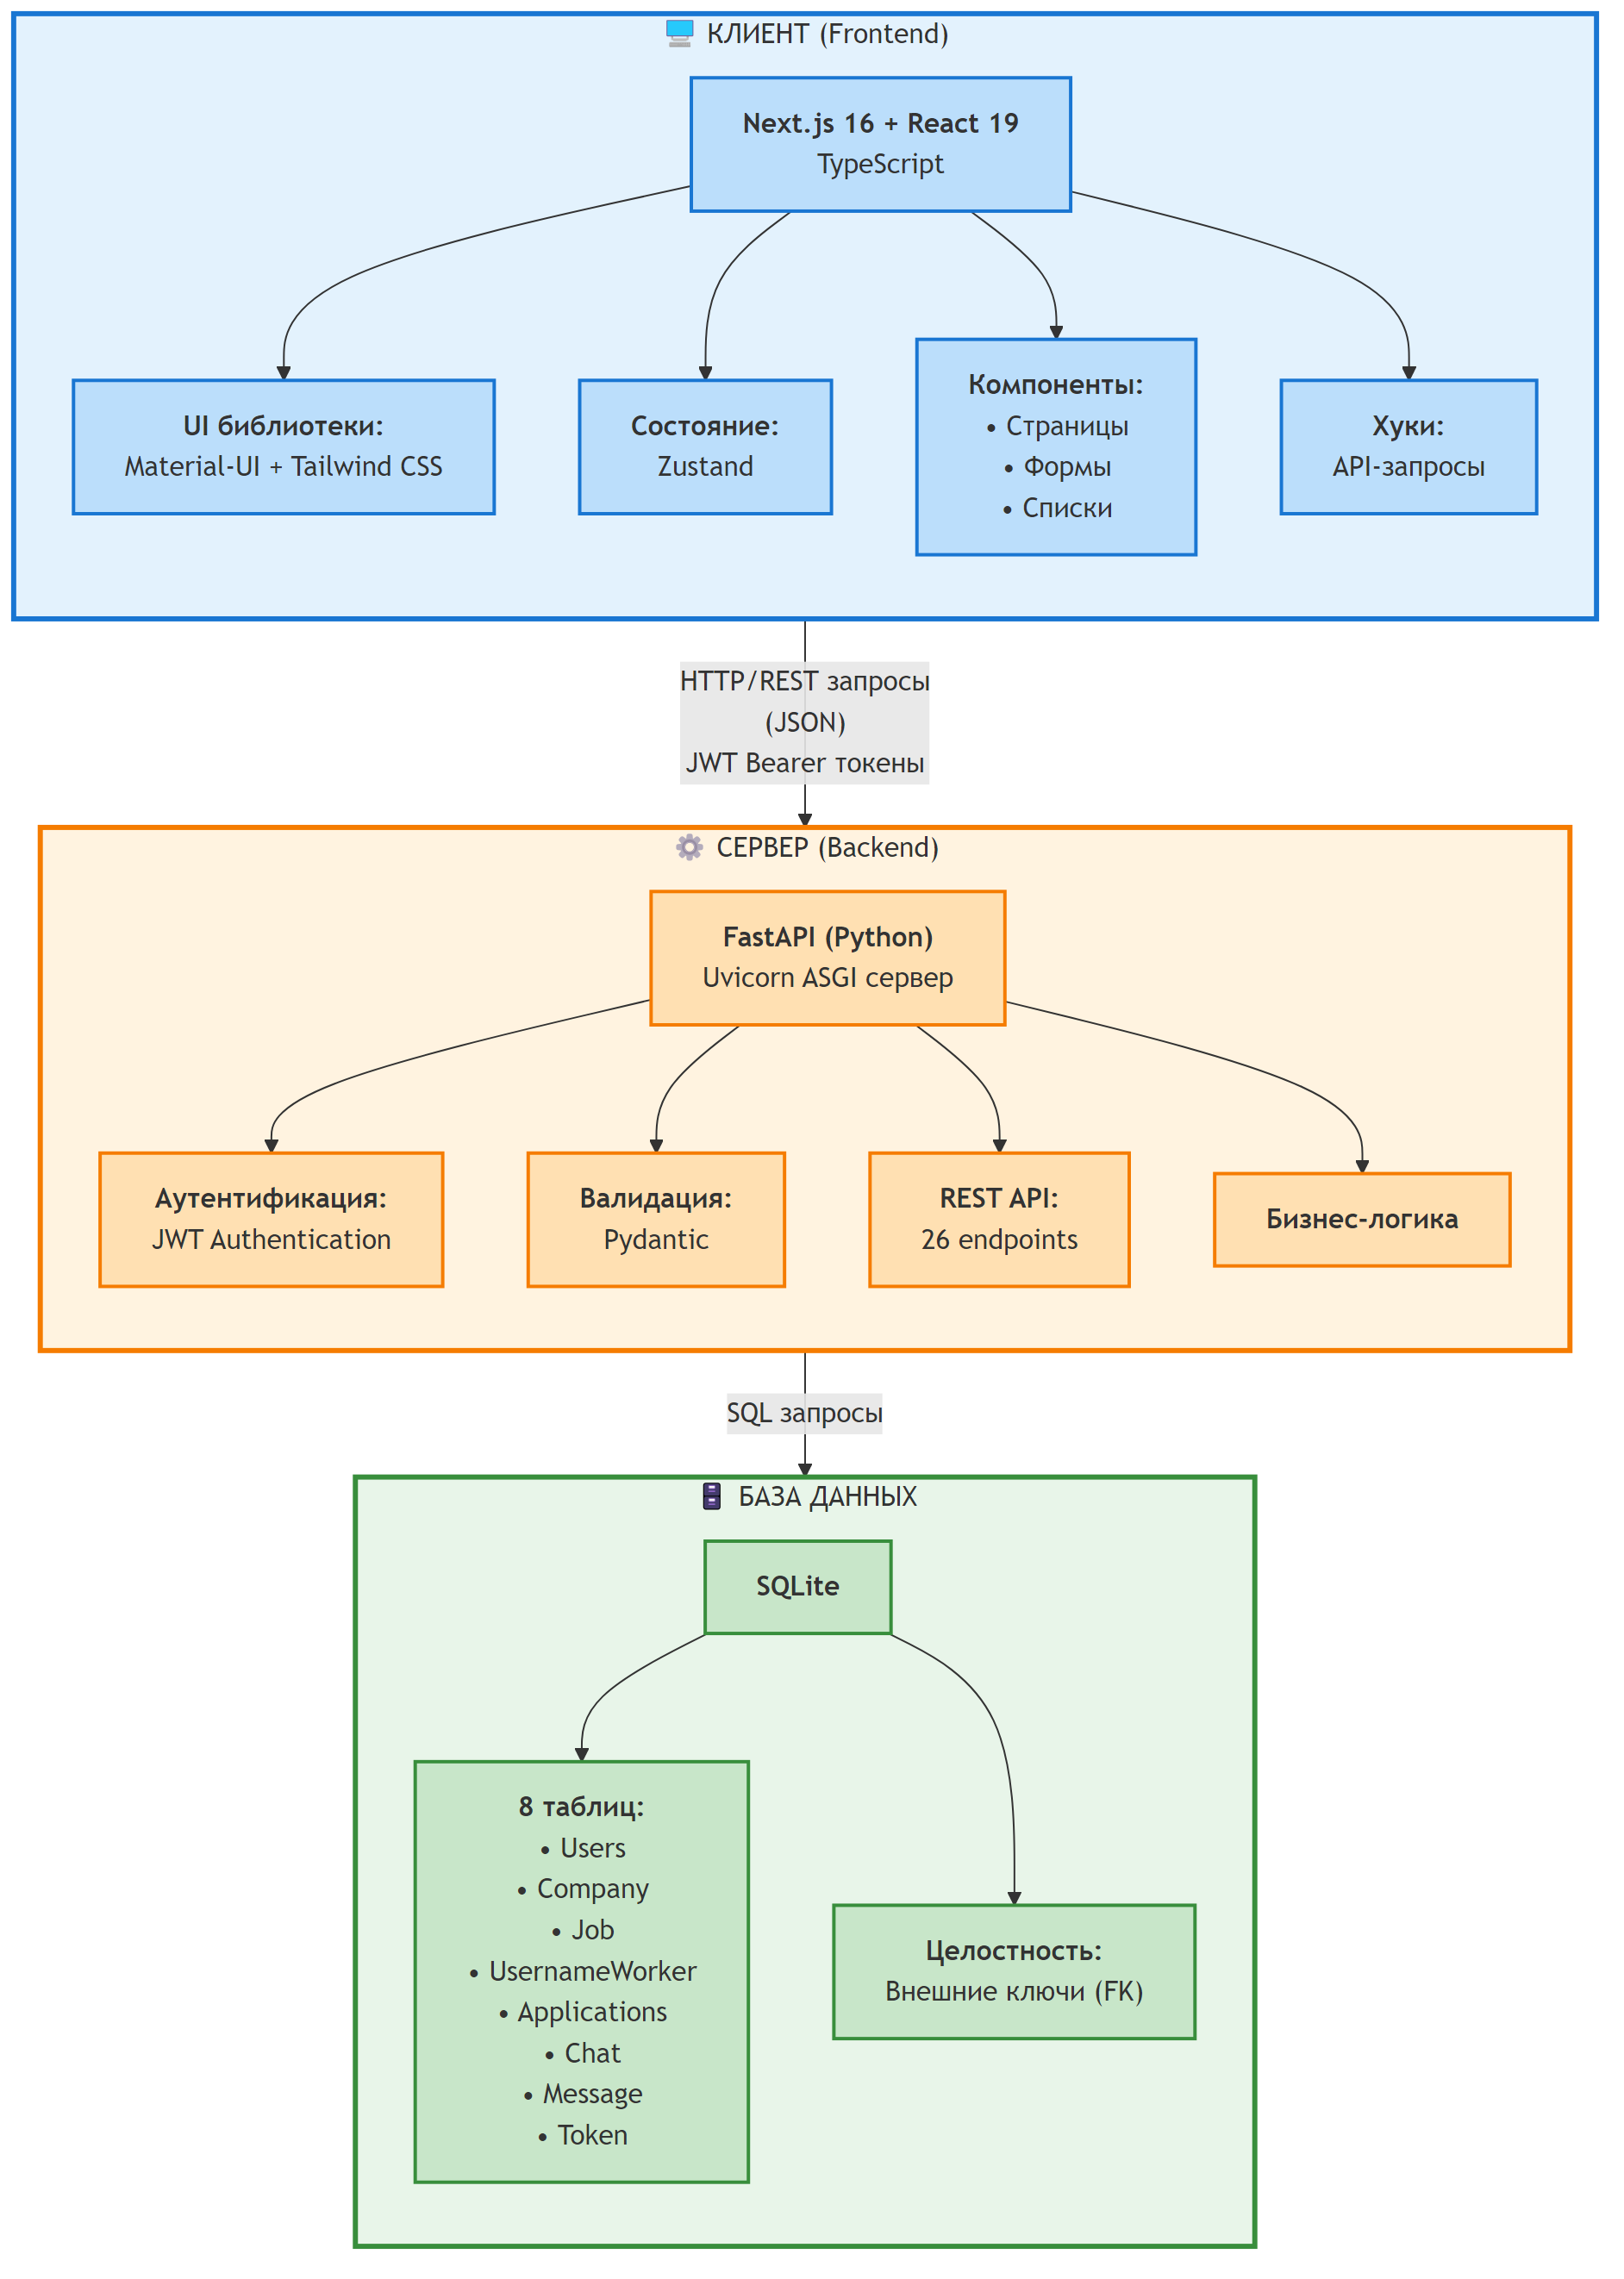 КЛИЕНТ (Frontend)
Next.js 16 + React 19
TypeScript
UI библиотеки:
Material-UI + Tailwind CSS
Состояние:
Zustand
Компоненты:
• Страницы
• Формы
• Списки
Хуки:
API-запросы
HTTP/REST запросы
(JSON)
JWT Bearer токены
СЕРВЕР (Backend)
FastAPI (Python)
Uvicorn ASGI сервер
Аутентификация:
JWT Authentication
Валидация:
Pydantic
REST API:
26 endpoints
Бизнес-логика
SQL запросы
БАЗА ДАННЫХ
SQLite
8 таблиц:
• Users
• Company
• Job
• UsernameWorker
• Applications
• Chat
• Message
• Token
Целостность:
Внешние ключи (FK)